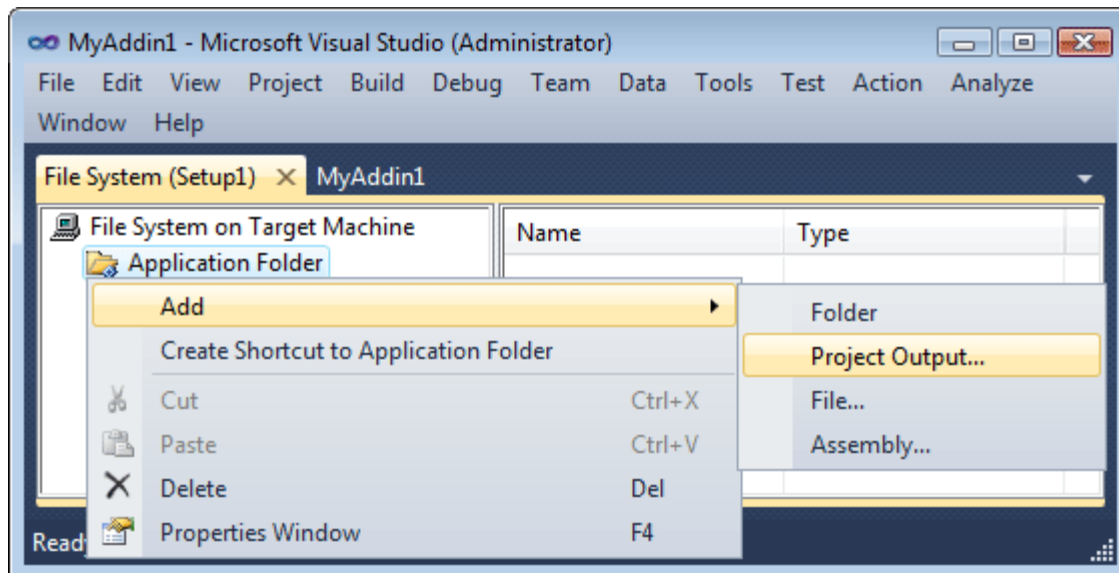 MyAddin1 - Microsoft Visual Studio (Administrator)
File Edit View Project Build Debug Team Data Tools Test Action Analyze
Window Help
File System (Setup1) MyAddin1
File System on Target Machine
Name Type
Application Folder
Add
Folder
Create Shortcut to Application Folder
Project Output...
Cut Ctrl+X
File...
Paste Ctrl+V
Assembly...
Delete Del
Properties Window F4